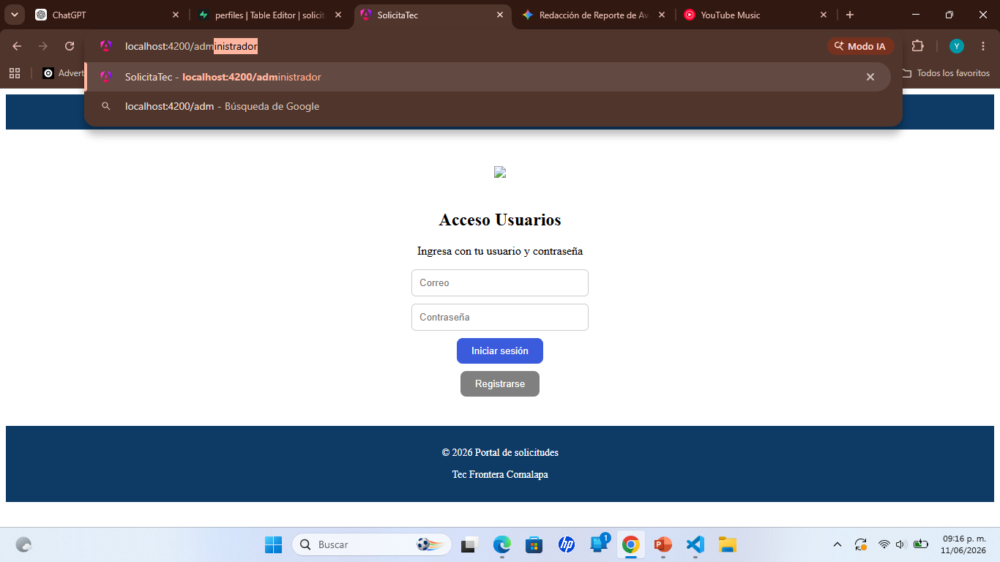 ChatGPT
perfiles | Table Editor | solicit
SolicitaTec
Redacción de Reporte de Av
YouTube Music
localhost:4200/administrador
Modo IA
Y
Advert
SolicitaTec - localhost:4200/administrador
Todos los favoritos
localhost:4200/adm - Búsqueda de Google
Acceso Usuarios
Ingresa con tu usuario y contraseña
Correo
Contraseña
Iniciar sesión
Registrarse
© 2026 Portal de solicitudes
Tec Frontera Comalapa
Buscar
hp
1
P
09:16 p. m.
11/06/2026